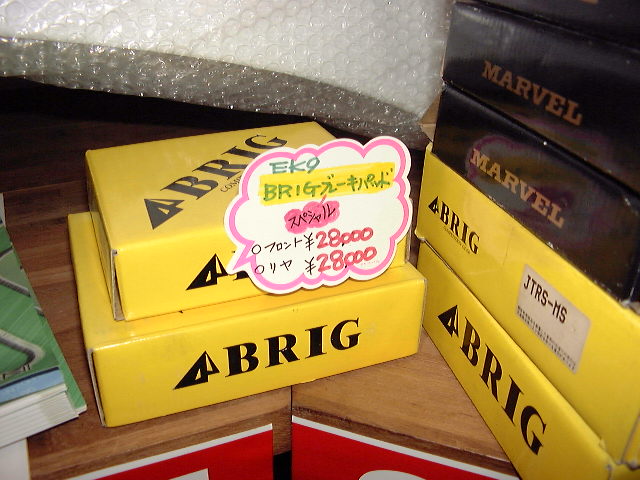 MARVEL
MARVEL
BRIG
EK9
BRIGブレーキパッド
スペシャル
○フロント¥28,000
○リヤ ¥28,000
BRIG
BRIG
JTRS-MS
BRIG